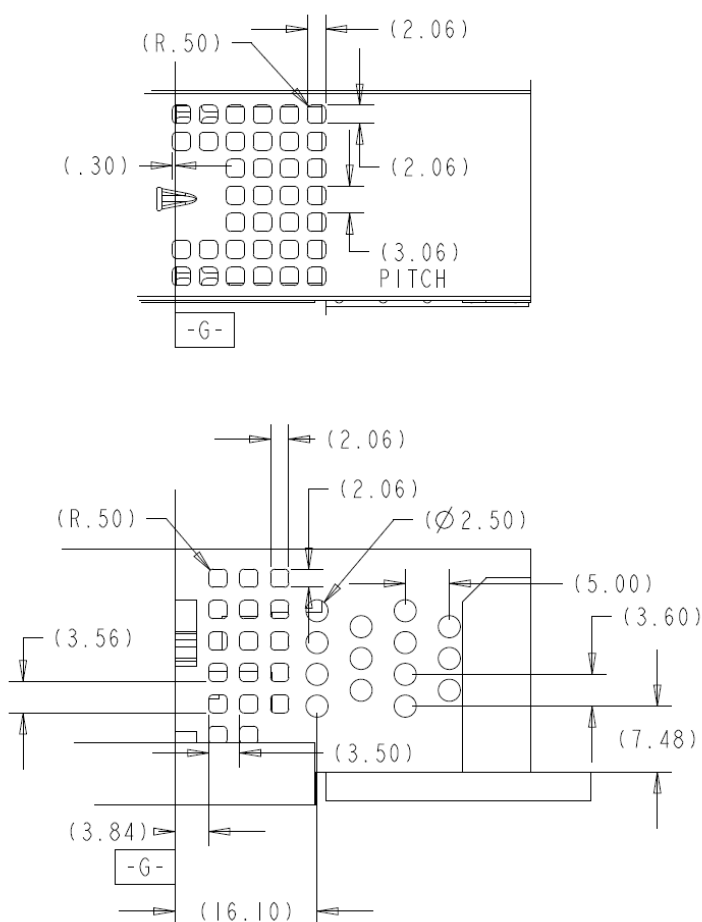 (2.06)
(R.50)
(.30)
(2.06)
(3.06)
PITCH
-G-
(2.06)
(2.06)
(R.50)
(Ø2.50)
(5.00)
(3.60)
(3.56)
(7.48)
(3.50)
(3.84)
-G-
(16.10)